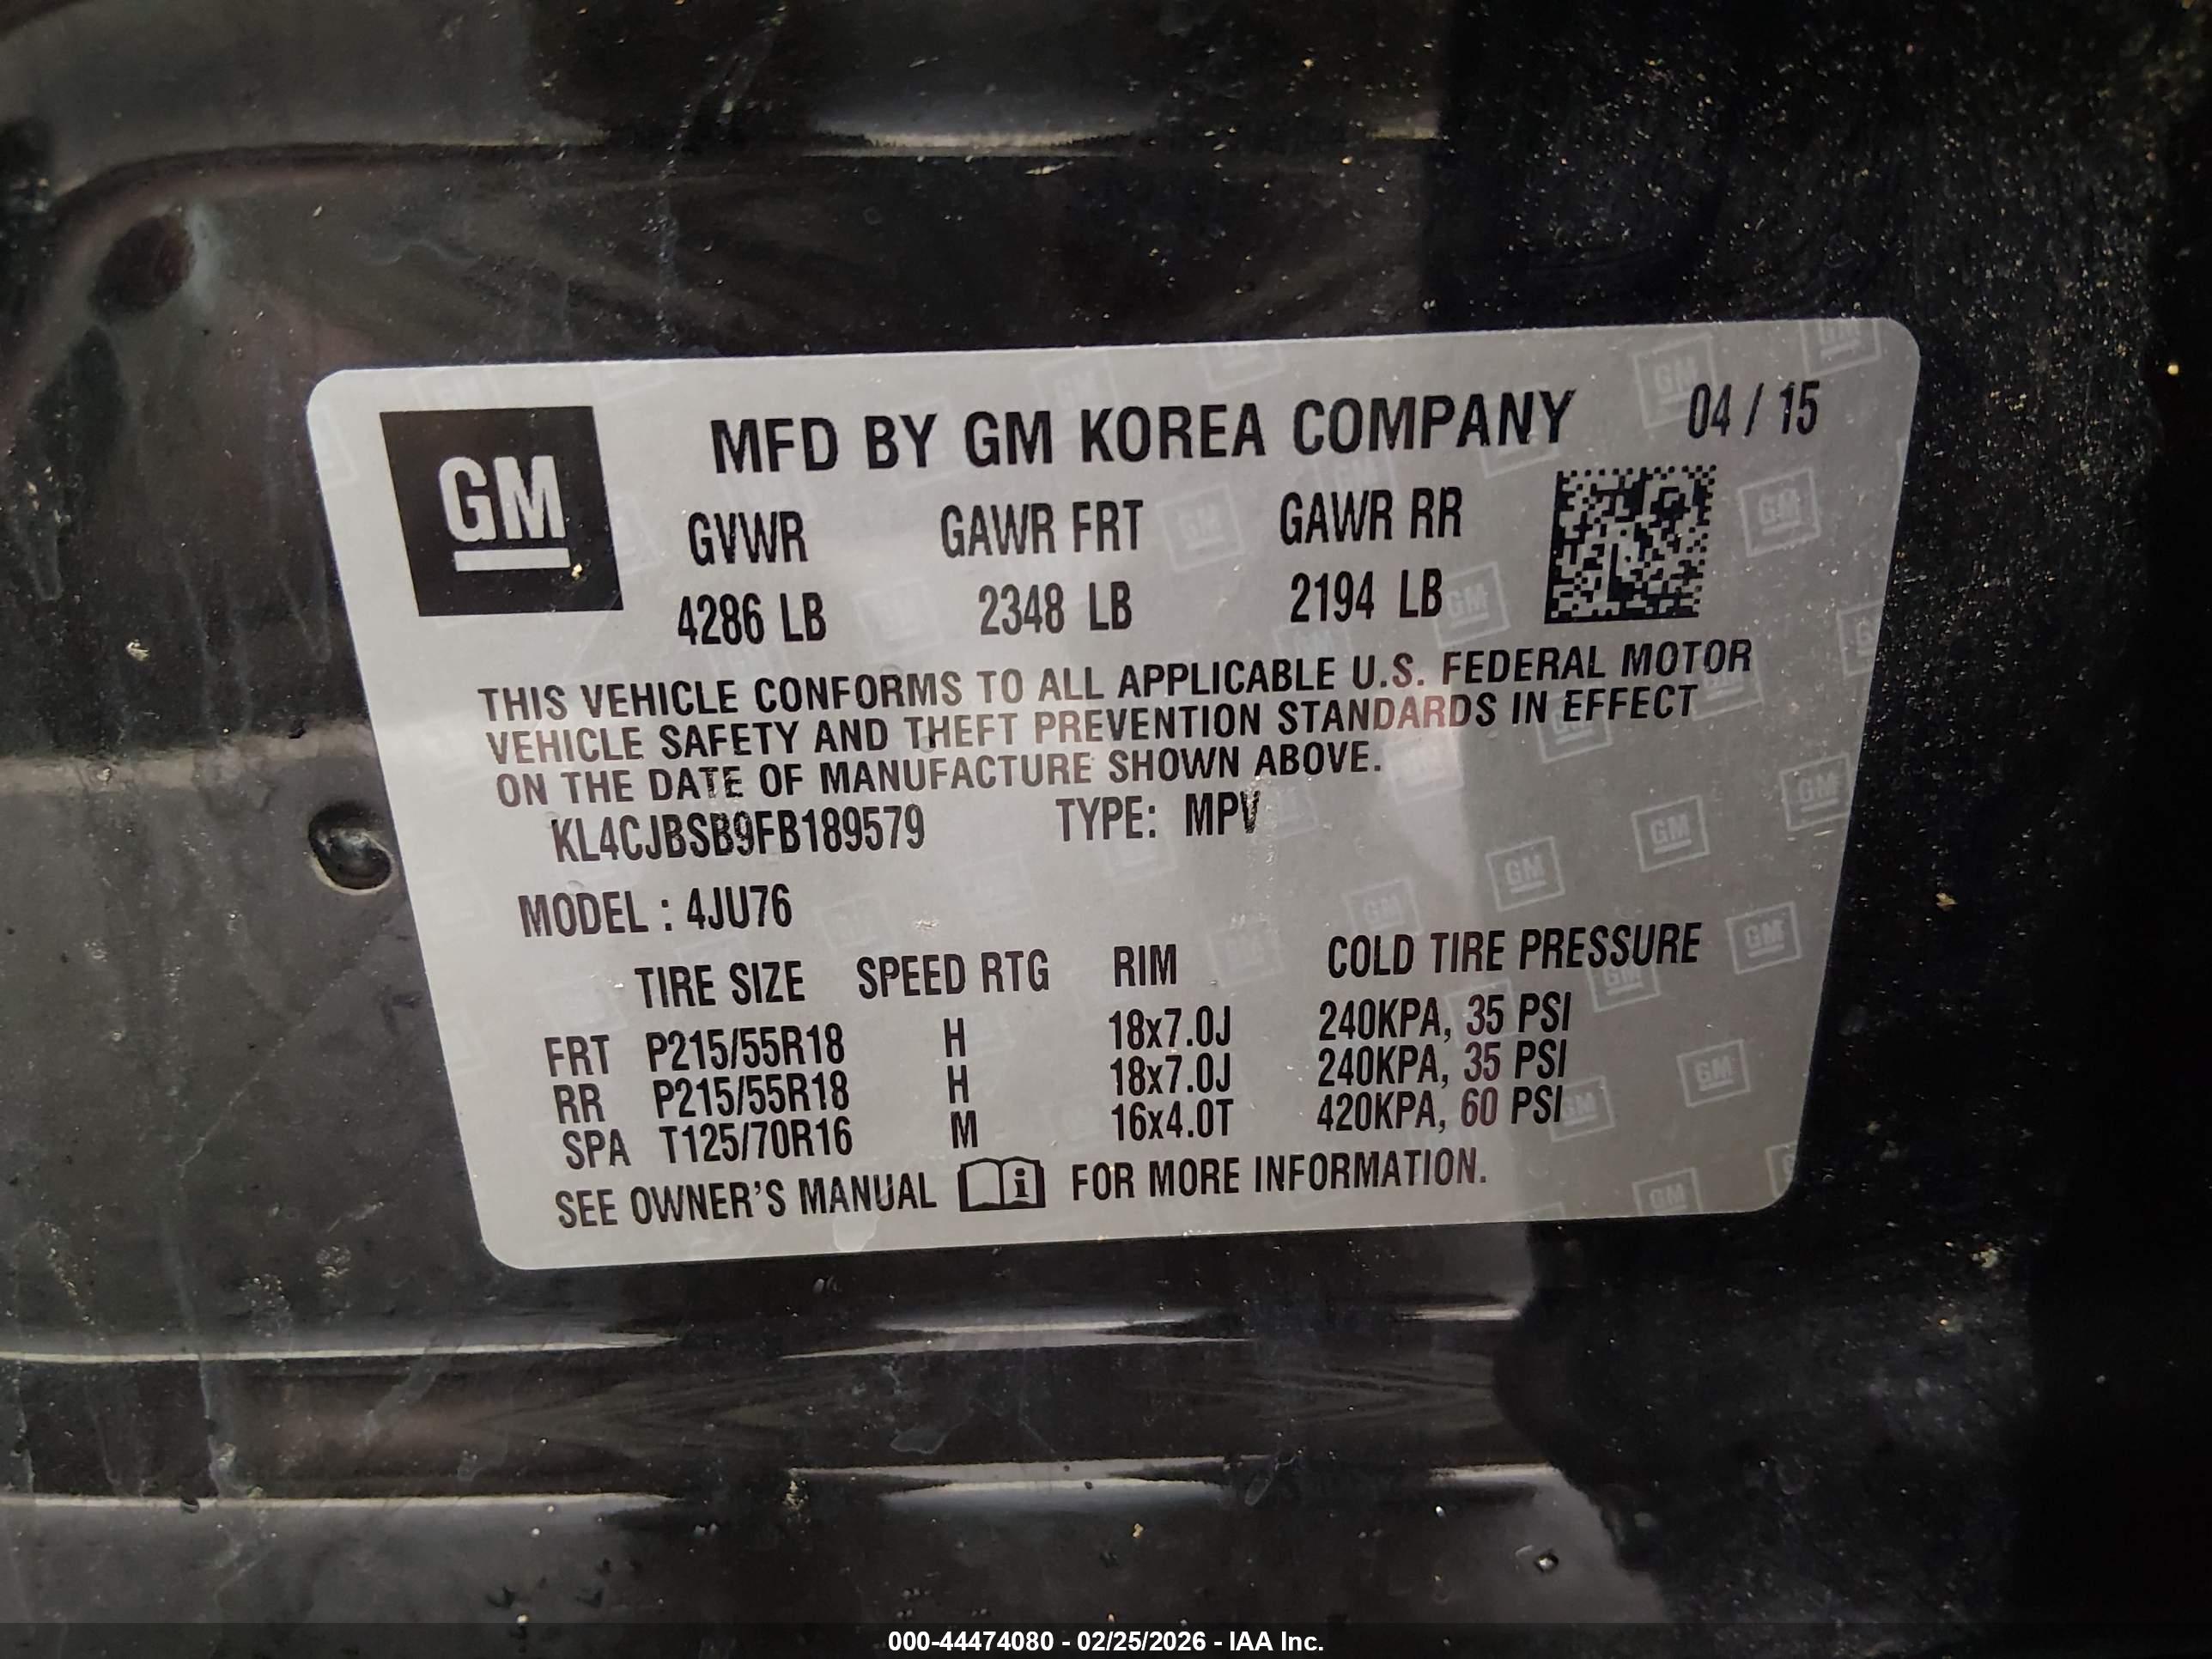 GM
MFD BY GM KOREA COMPANY 04 / 15
GVWR GAWR FRT GAWR RR
4286 LB 2348 LB 2194 LB
THIS VEHICLE CONFORMS TO ALL APPLICABLE U.S. FEDERAL MOTOR
VEHICLE SAFETY AND THEFT PREVENTION STANDARDS IN EFFECT
ON THE DATE OF MANUFACTURE SHOWN ABOVE.
KL4CJBSB9FB189579 TYPE: MPV
MODEL : 4JU76
TIRE SIZE SPEED RTG RIM COLD TIRE PRESSURE
FRT P215/55R18 H 18x7.0J 240KPA, 35 PSI
RR P215/55R18 H 18x7.0J 240KPA, 35 PSI
SPA T125/70R16 M 16x4.0T 420KPA, 60 PSI
SEE OWNER'S MANUAL i FOR MORE INFORMATION.
000-44474080 - 02/25/2026 - IAA Inc.